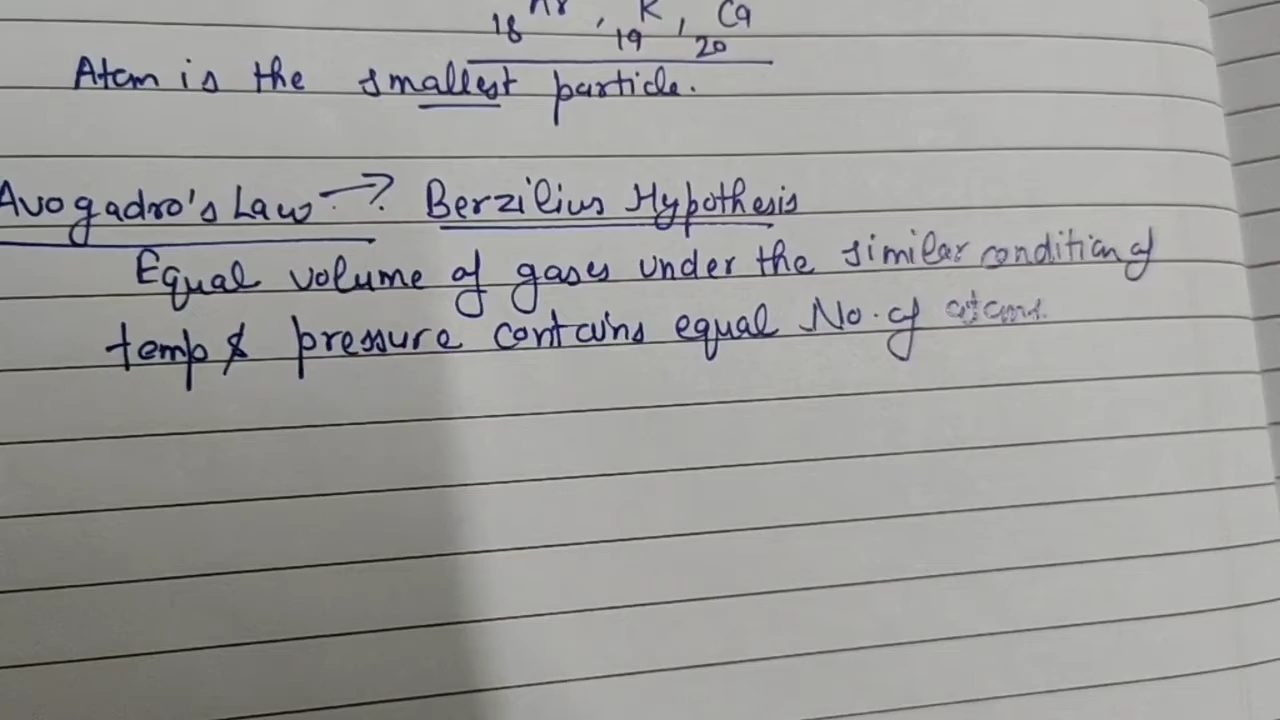 18 Ar, 19 K, 20 Ca
Atom is the smallest particle.
Avogadro's Law → ? Berzilius Hypothesis
Equal volume of gases under the similar condition of
temp & pressure contains equal No. of atoms.